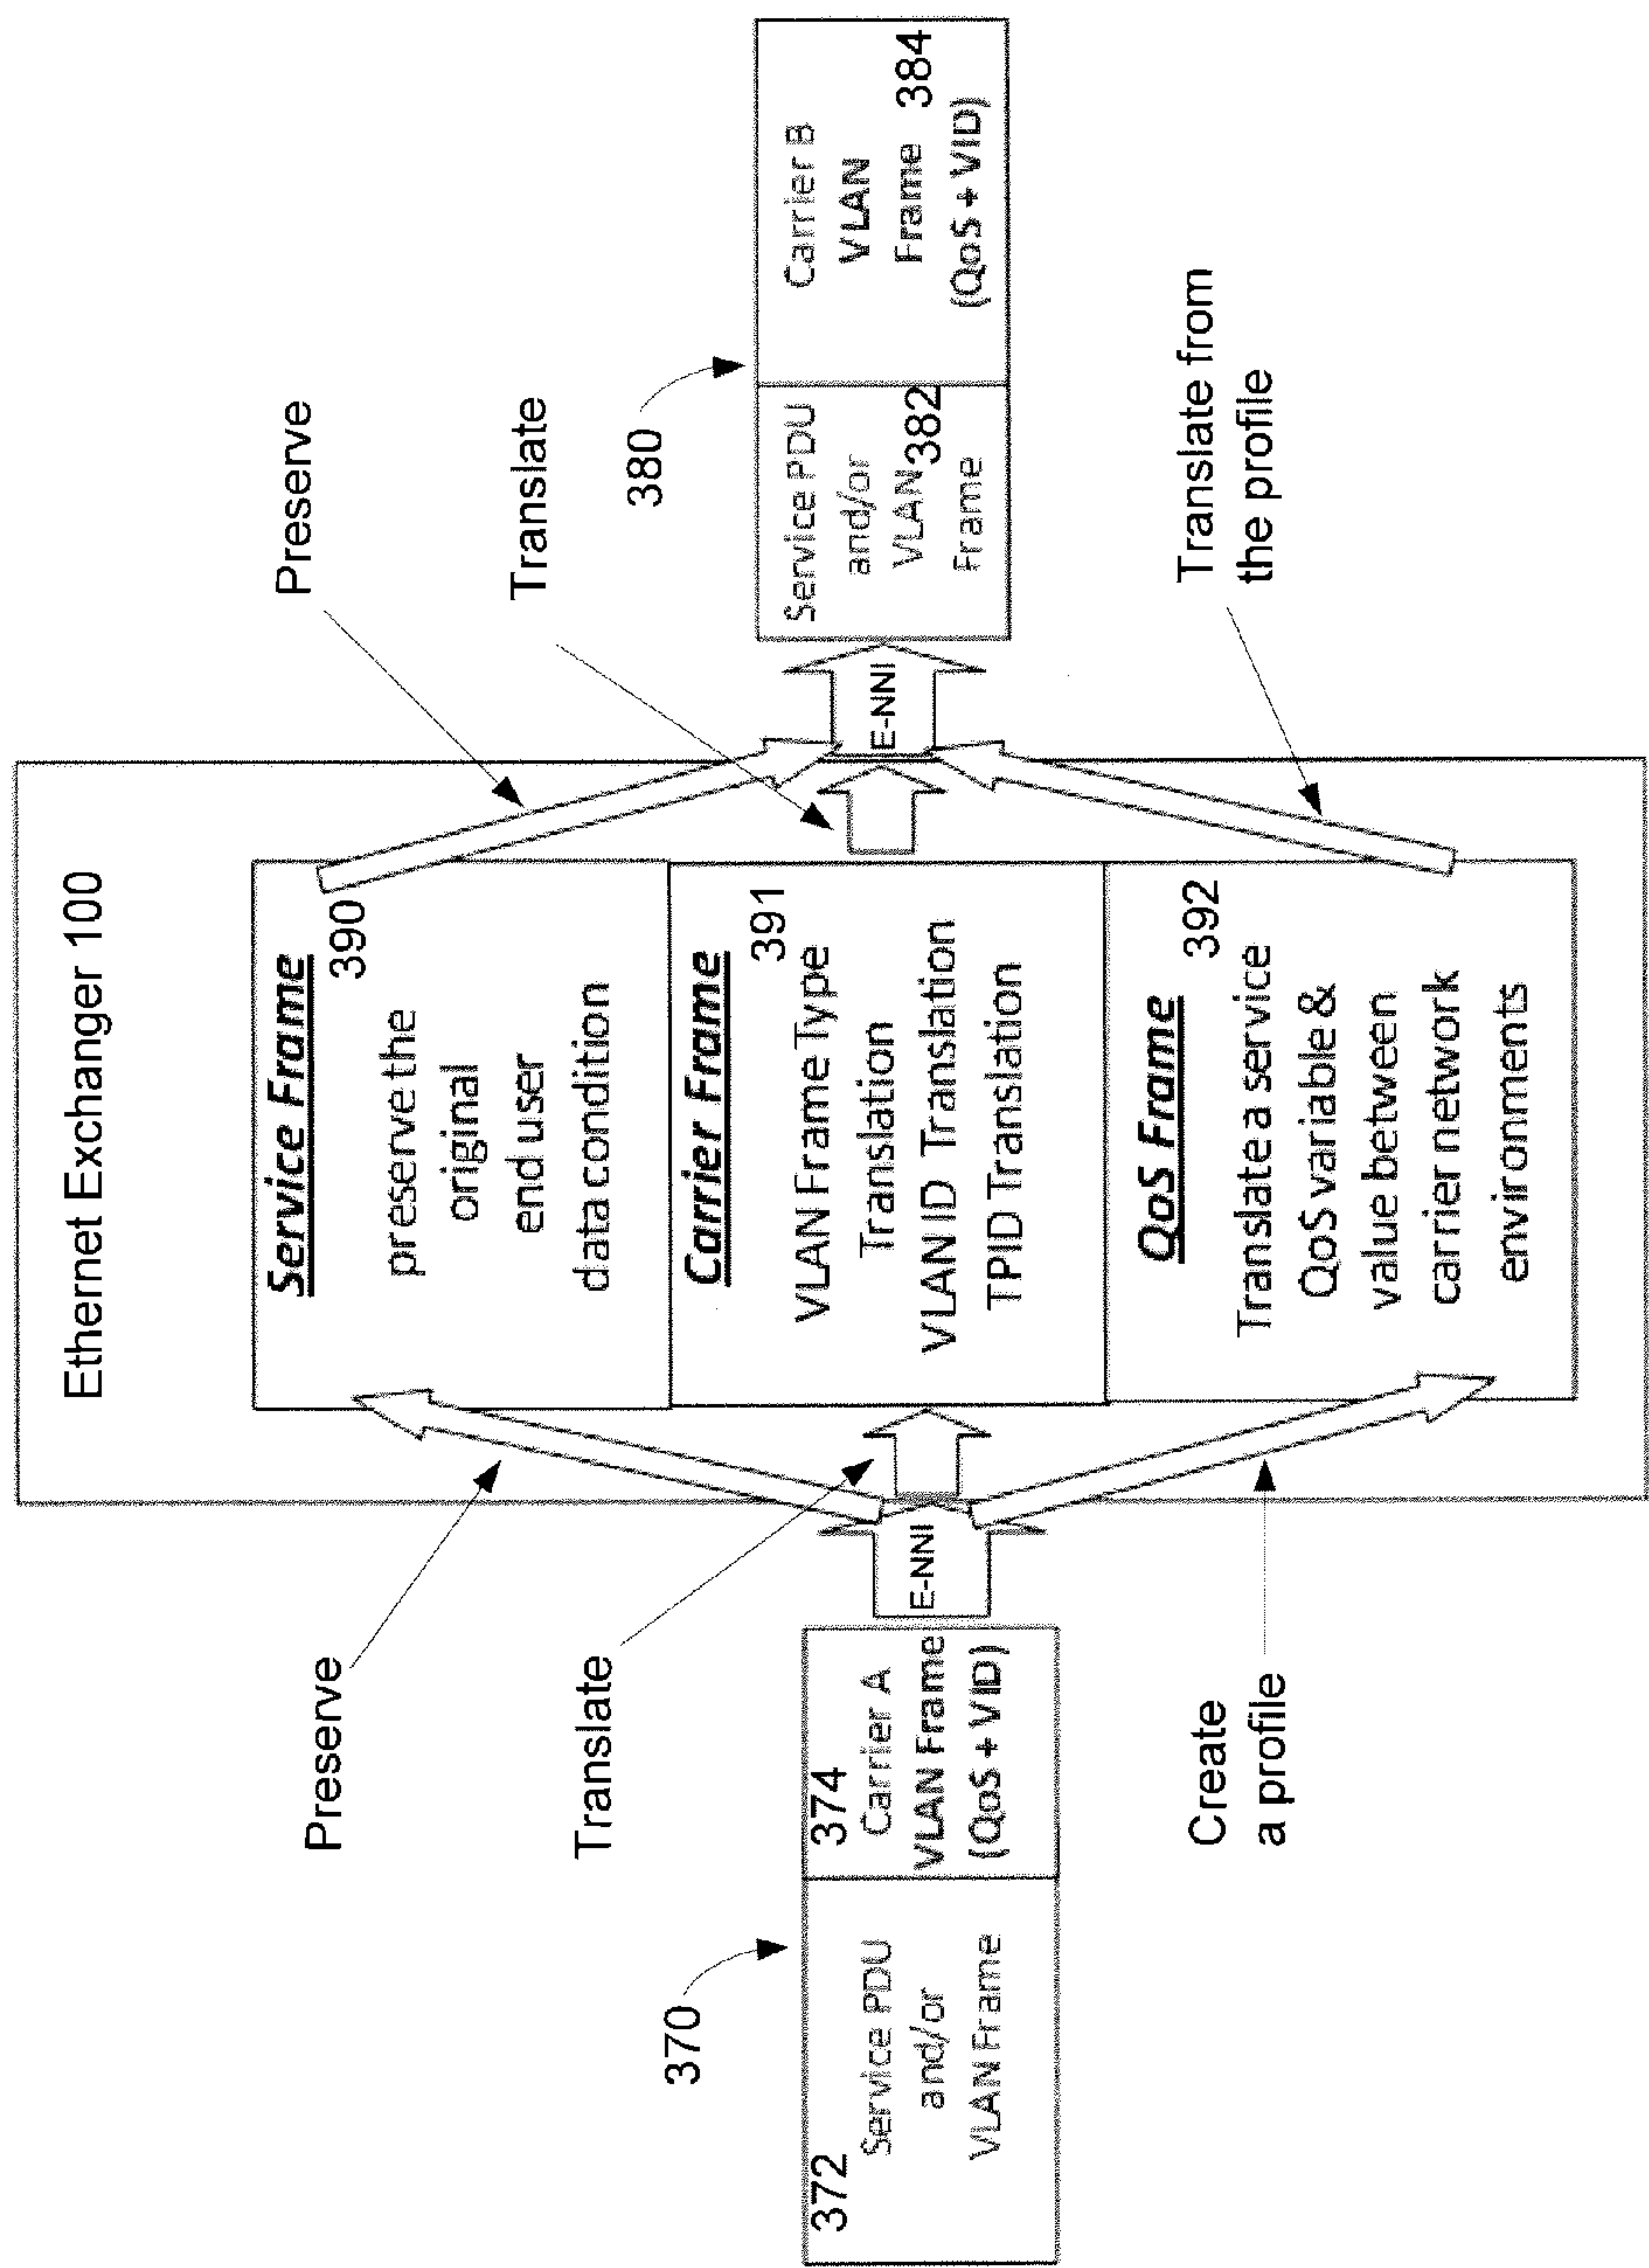 Ethernet Exchanger 100
Preserve
Translate
370
372
Service PDU
and/or
VLAN Frame
374
Carrier A
VLAN Frame
(QoS + VID)
E-NNI
Create
a profile
Service Frame
390
preserve the
original
end user
data condition
Carrier Frame
391
VLAN Frame Type
Translation
VLAN ID Translation
TPID Translation
QoS Frame
392
Translate a service
QoS variable &
value between
carrier network
environments
Preserve
Translate
380
E-NNI
Service PDU
and/or
VLAN 382
Frame
Carrier B
VLAN
Frame 384
(QoS + VID)
Translate from
the profile